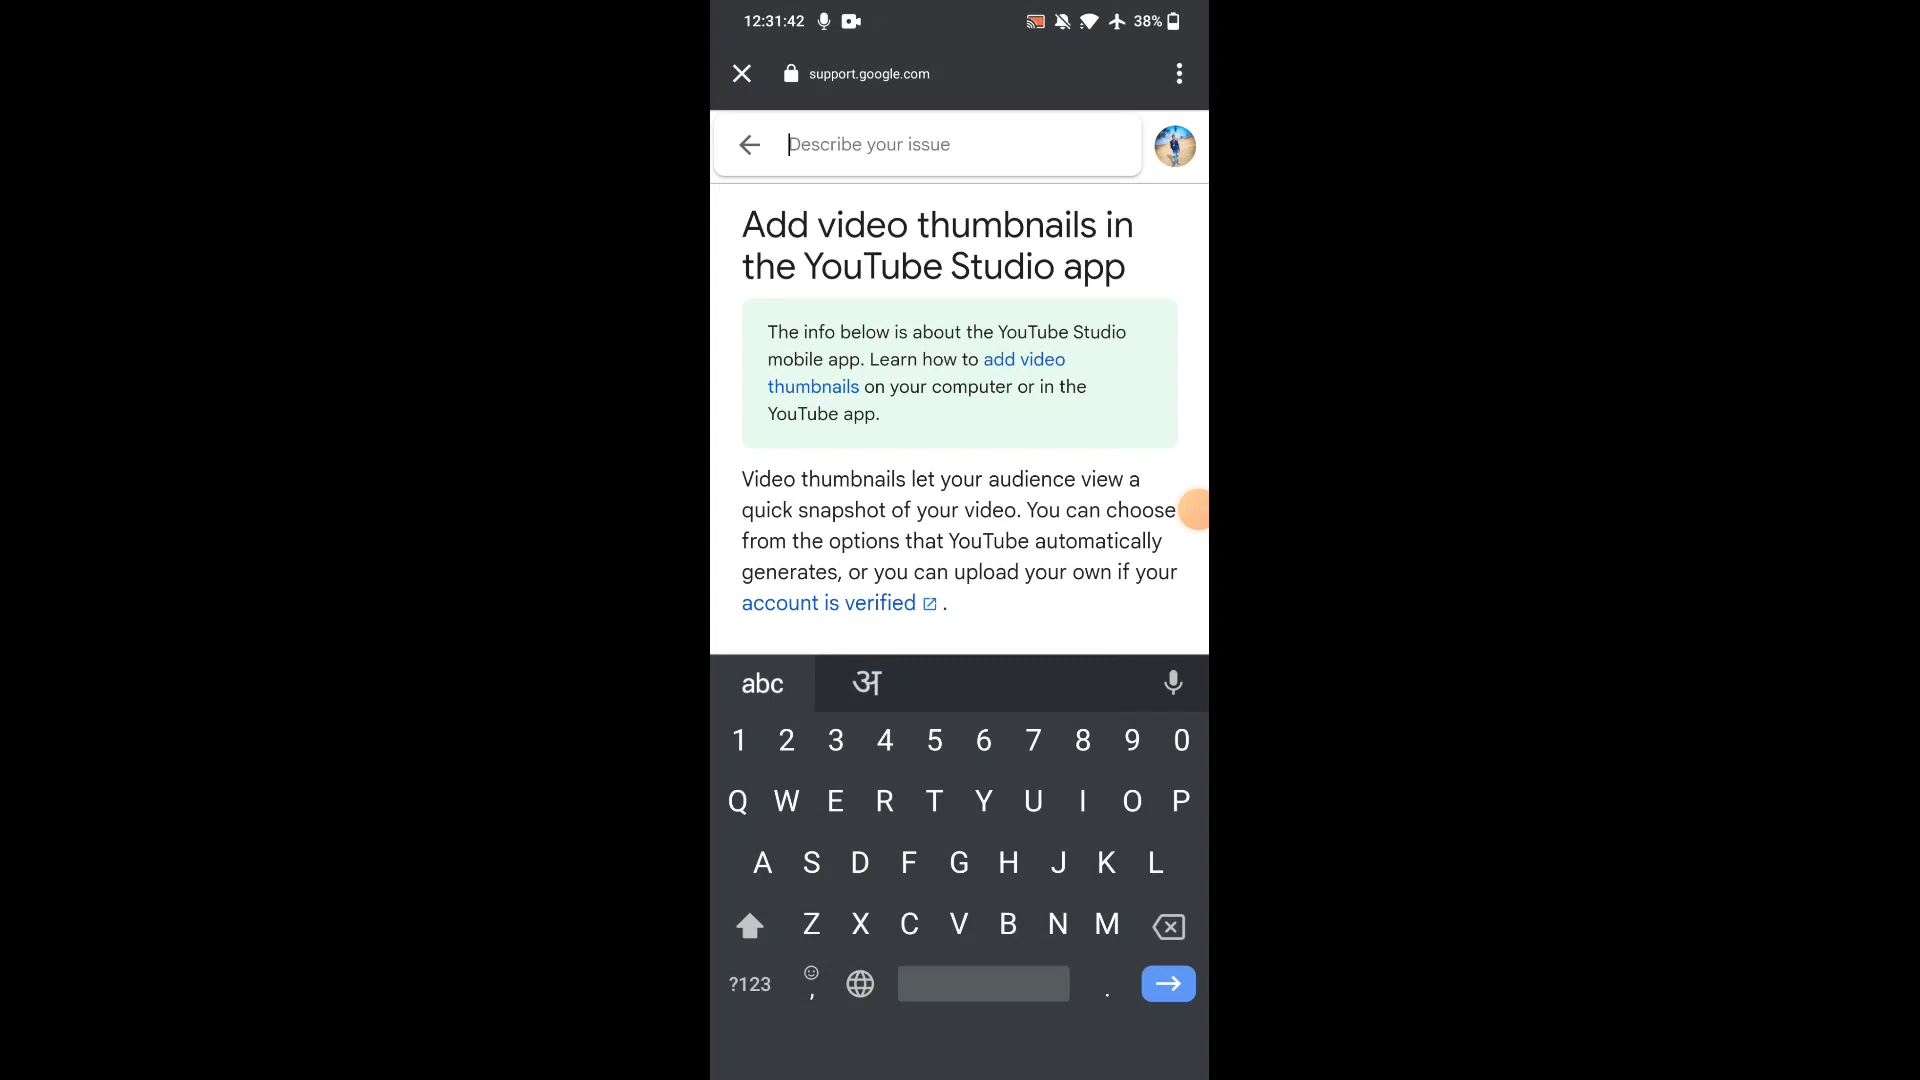 12:31:42
38%
support.google.com
Describe your issue
Add video thumbnails in
the YouTube Studio app
The info below is about the YouTube Studio
mobile app. Learn how to add video
thumbnails on your computer or in the
YouTube app.
Video thumbnails let your audience view a
quick snapshot of your video. You can choose
from the options that YouTube automatically
generates, or you can upload your own if your
account is verified .
abc अ
1 2 3 4 5 6 7 8 9 0
Q W E R T Y U I O P
A S D F G H J K L
Z X C V B N M
?123 , .